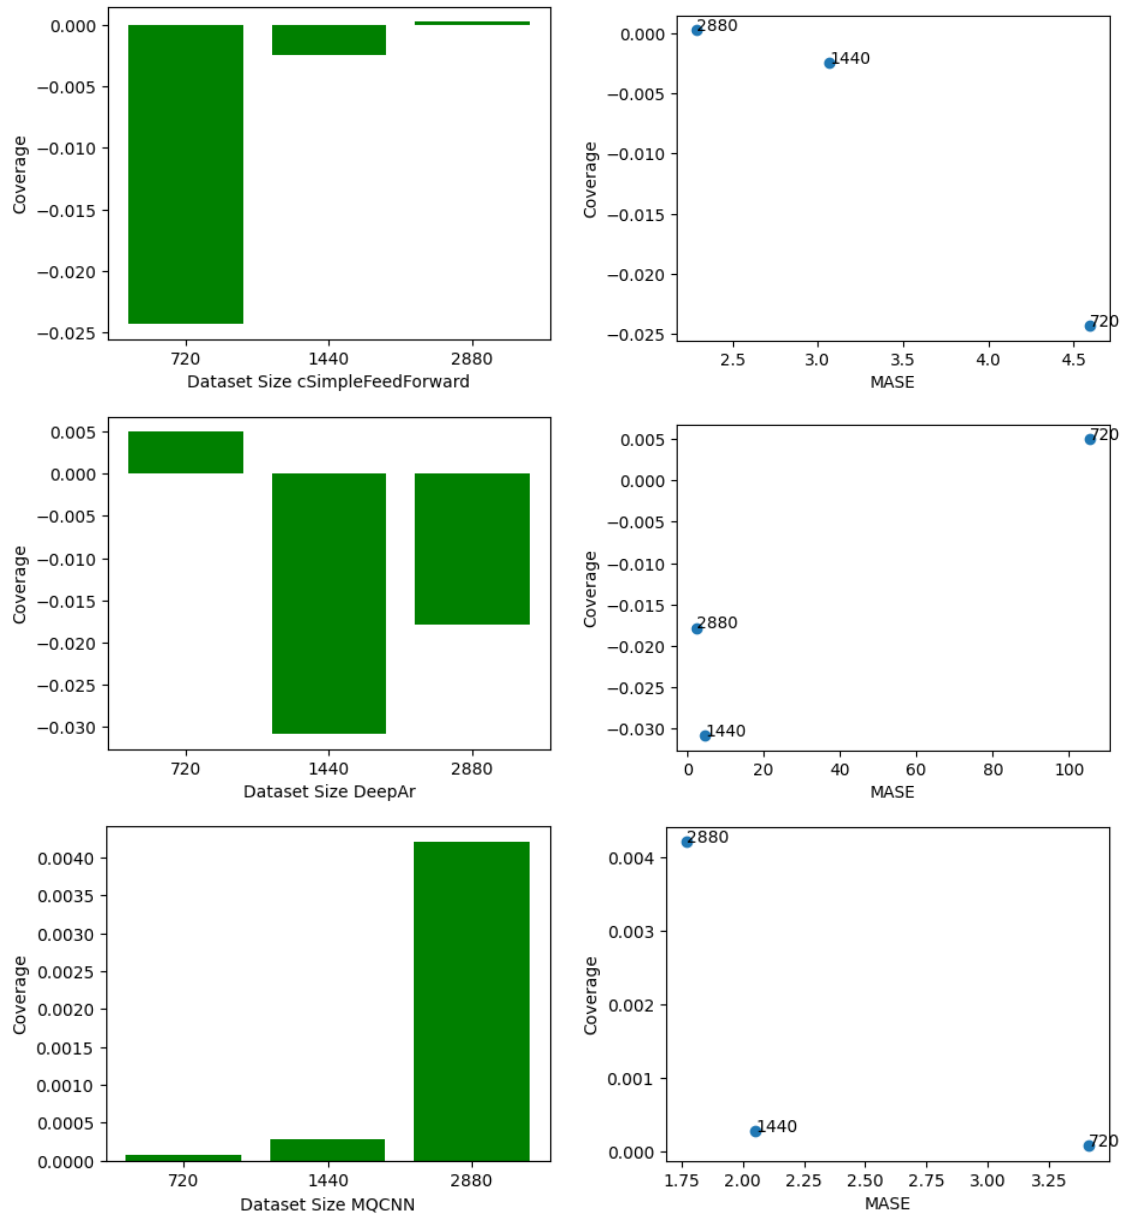 0.000
−0.005
−0.010
−0.015
−0.020
−0.025
Coverage
720 1440 2880
Dataset Size cSimpleFeedForward
0.000
−0.005
−0.010
−0.015
−0.020
−0.025
Coverage
2880
1440
720
2.5 3.0 3.5 4.0 4.5
MASE
0.005
0.000
−0.005
−0.010
−0.015
−0.020
−0.025
−0.030
Coverage
720 1440 2880
Dataset Size DeepAr
0.005
0.000
−0.005
−0.010
−0.015
−0.020
−0.025
−0.030
Coverage
720
2880
1440
0 20 40 60 80 100
MASE
0.0040
0.0035
0.0030
0.0025
0.0020
0.0015
0.0010
0.0005
0.0000
Coverage
720 1440 2880
Dataset Size MQCNN
0.004
0.003
0.002
0.001
0.000
Coverage
2880
1440
720
1.75 2.00 2.25 2.50 2.75 3.00 3.25
MASE